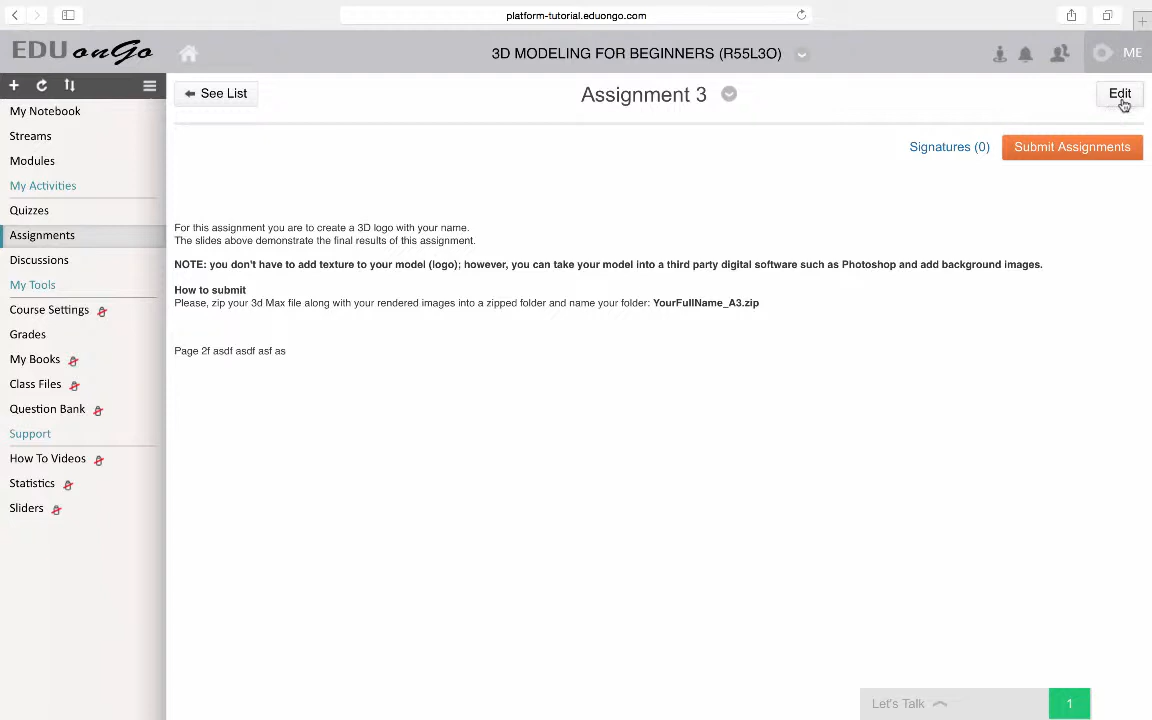 platform-tutorial.eduongo.com
EDU onGo
3D MODELING FOR BEGINNERS (R55L3O)
ME
See List
Assignment 3
Edit
Signatures (0)
Submit Assignments
My Notebook
Streams
Modules
My Activities
Quizzes
Assignments
Discussions
My Tools
Course Settings
Grades
My Books
Class Files
Question Bank
Support
How To Videos
Statistics
Sliders
For this assignment you are to create a 3D logo with your name.
The slides above demonstrate the final results of this assignment.
NOTE: you don't have to add texture to your model (logo); however, you can take your model into a third party digital software such as Photoshop and add background images.
How to submit
Please, zip your 3d Max file along with your rendered images into a zipped folder and name your folder: YourFullName_A3.zip
Page 2f asdf asdf asf as
Let's Talk
1